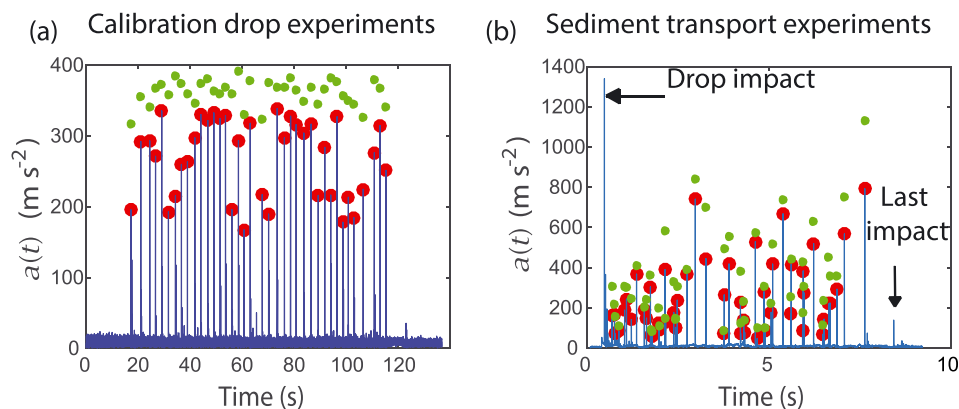 (a) Calibration drop experiments
400
300
200
100
0
a(t) (m s⁻²)
0 20 40 60 80 100 120
Time (s)
(b) Sediment transport experiments
1400
1200
1000
800
600
400
200
0
a(t) (m s⁻²)
Drop impact
Last
impact
0 5 10
Time (s)